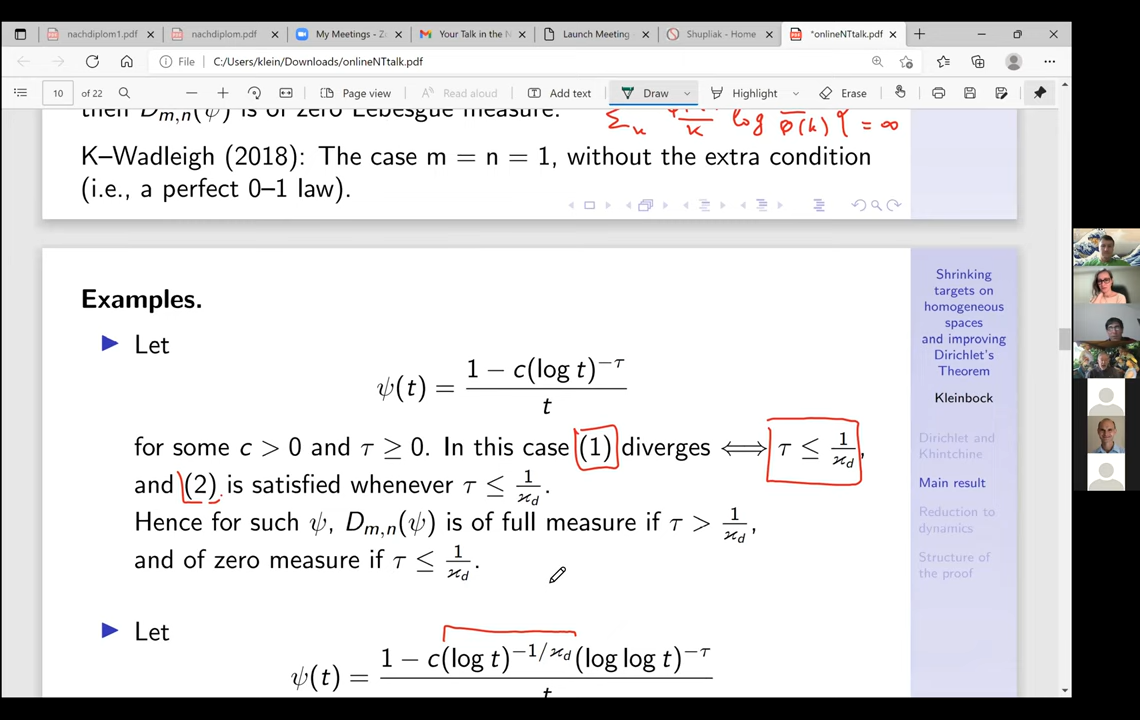 nachdiplom1.pdf
nachdiplom.pdf
My Meetings - Z
Your Talk in the N
Launch Meeting
Shupliak - Home
*onlineNTtalk.pdf
File C:/Users/klein/Downloads/onlineNTtalk.pdf
10 of 22
Page view
Read aloud
Add text
Draw
Highlight
Erase
then D_{m,n}(ψ) is of zero Lebesgue measure.
K–Wadleigh (2018): The case m = n = 1, without the extra condition
(i.e., a perfect 0–1 law).
Examples.
Let
ψ(t) = \frac{1 − c(log t)^{−τ}}{t}
for some c > 0 and τ ≥ 0. In this case (1) diverges ⟺ τ ≤ \frac{1}{ϰ_d},
and (2) is satisfied whenever τ ≤ \frac{1}{ϰ_d}.
Hence for such ψ, D_{m,n}(ψ) is of full measure if τ > \frac{1}{ϰ_d},
and of zero measure if τ ≤ \frac{1}{ϰ_d}.
Let
ψ(t) = \frac{1 − c(log t)^{−1/ϰ_d}(log log t)^{−τ}}{t}
Shrinking
targets on
homogeneous
spaces
and improving
Dirichlet's
Theorem
Kleinbock
Dirichlet and
Khintchine
Main result
Reduction to
dynamics
Structure of
the proof